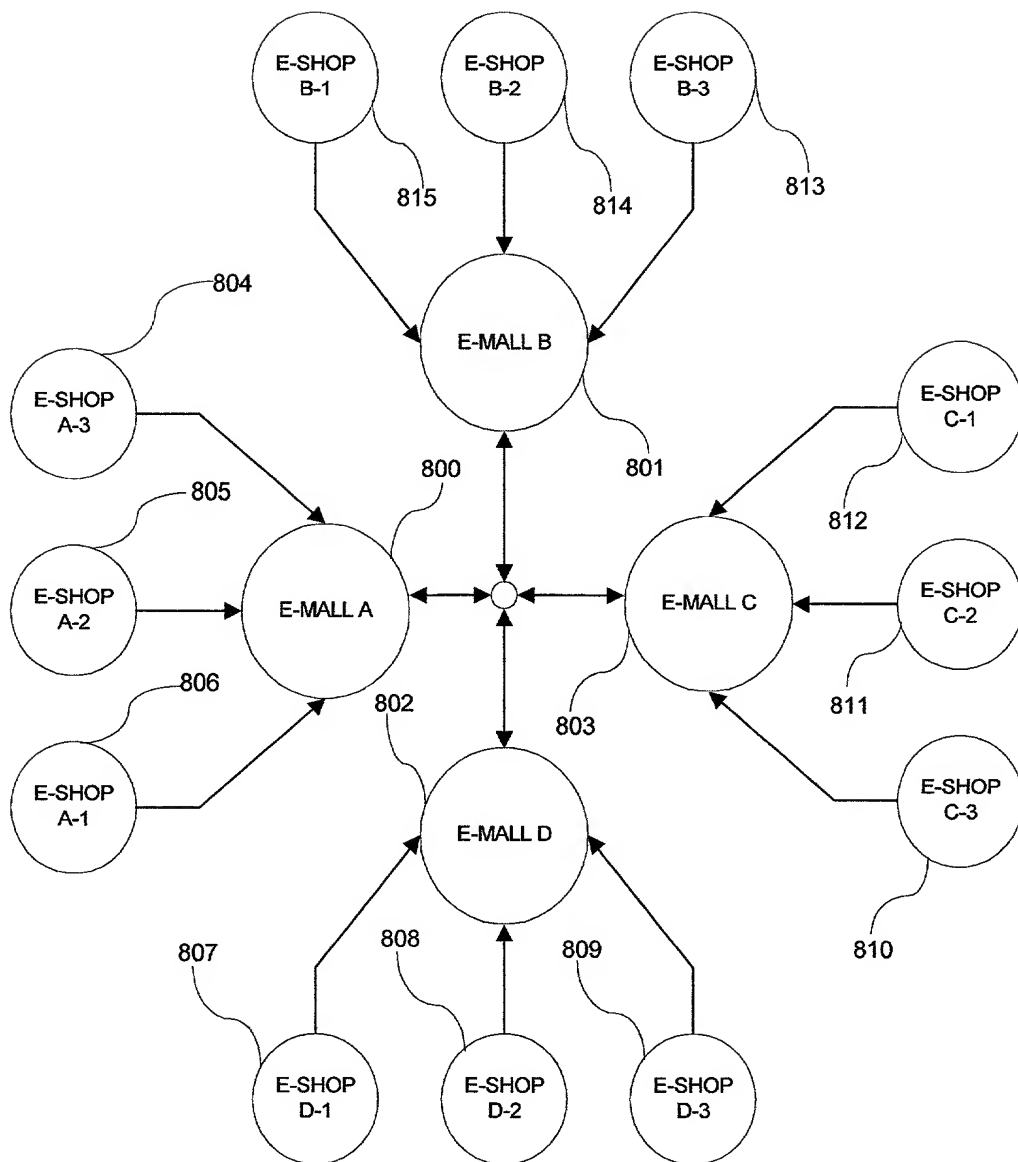 E-SHOP
B-1
E-SHOP
B-2
E-SHOP
B-3
815
814
813
804
E-MALL B
E-SHOP
A-3
E-SHOP
C-1
800
801
805
812
E-SHOP
A-2
E-MALL A
E-MALL C
E-SHOP
C-2
806
802
803
811
E-SHOP
A-1
E-MALL D
E-SHOP
C-3
807
808
809
810
E-SHOP
D-1
E-SHOP
D-2
E-SHOP
D-3